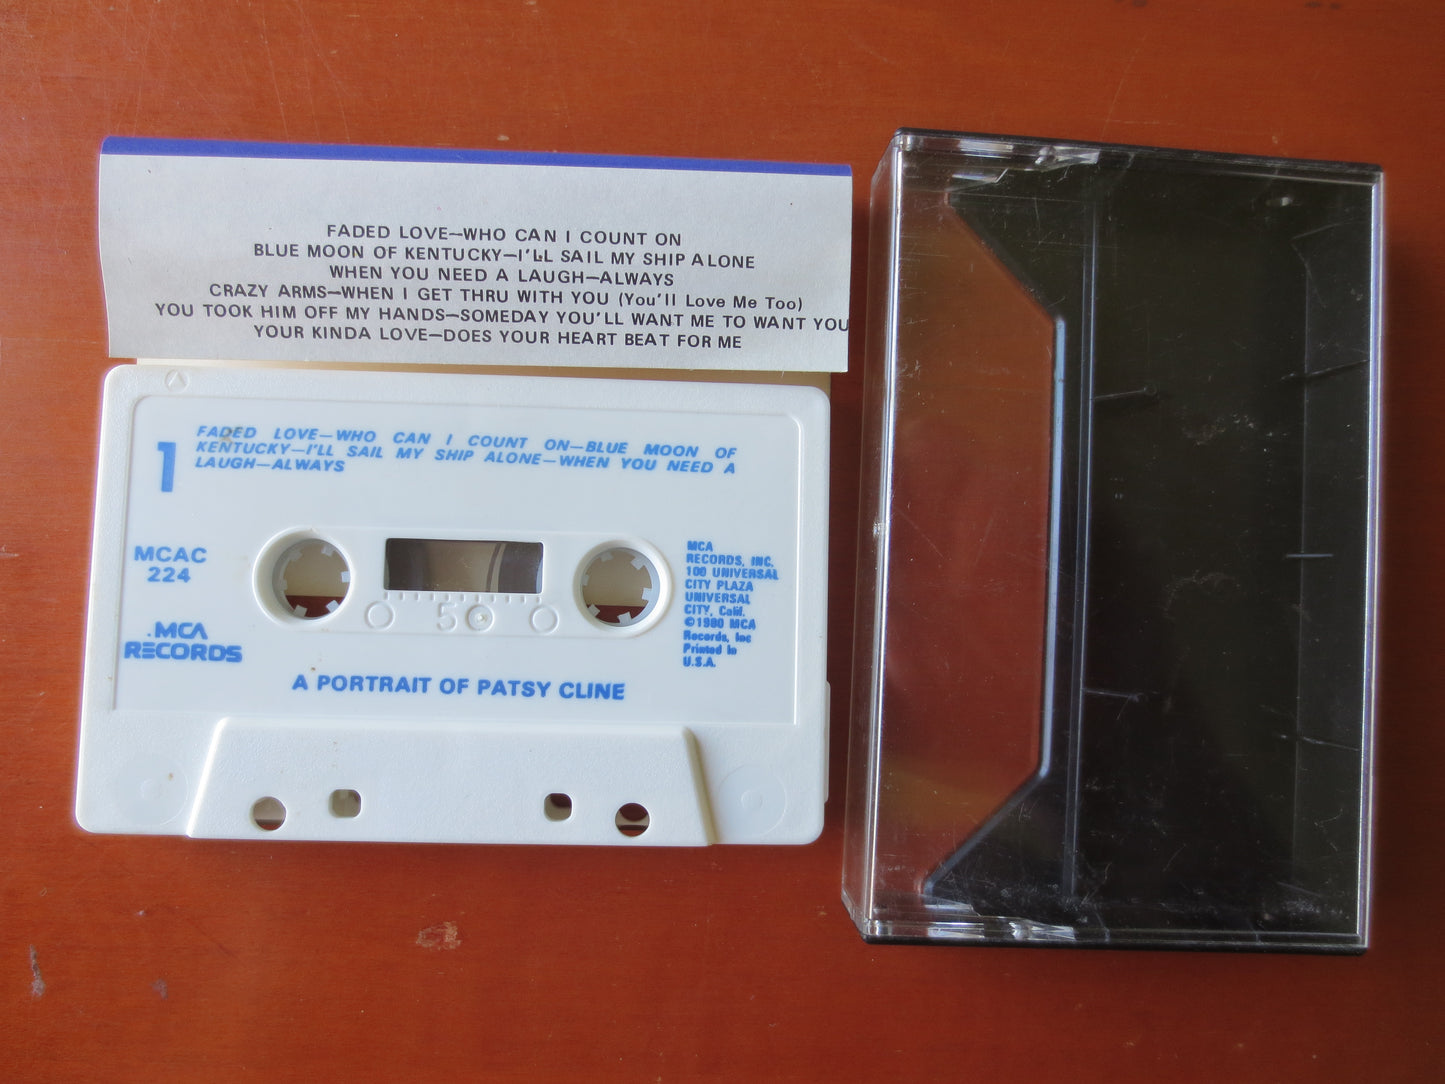 FADED LOVE—WHO CAN I COUNT ON
BLUE MOON OF KENTUCKY—I'LL SAIL MY SHIP ALONE
WHEN YOU NEED A LAUGH—ALWAYS
CRAZY ARMS—WHEN I GET THRU WITH YOU (You'll Love Me Too)
YOU TOOK HIM OFF MY HANDS—SOMEDAY YOU'LL WANT ME TO WANT YOU
YOUR KINDA LOVE—DOES YOUR HEART BEAT FOR ME
1
FADED LOVE—WHO CAN I COUNT ON—BLUE MOON OF
KENTUCKY—I'LL SAIL MY SHIP ALONE—WHEN YOU NEED A
LAUGH—ALWAYS
MCAC
224
MCA
RECORDS
50
MCA
RECORDS, INC.
100 UNIVERSAL
CITY PLAZA
UNIVERSAL
CITY, Calif.
©1980 MCA
Records, Inc
Printed In
U.S.A.
A PORTRAIT OF PATSY CLINE